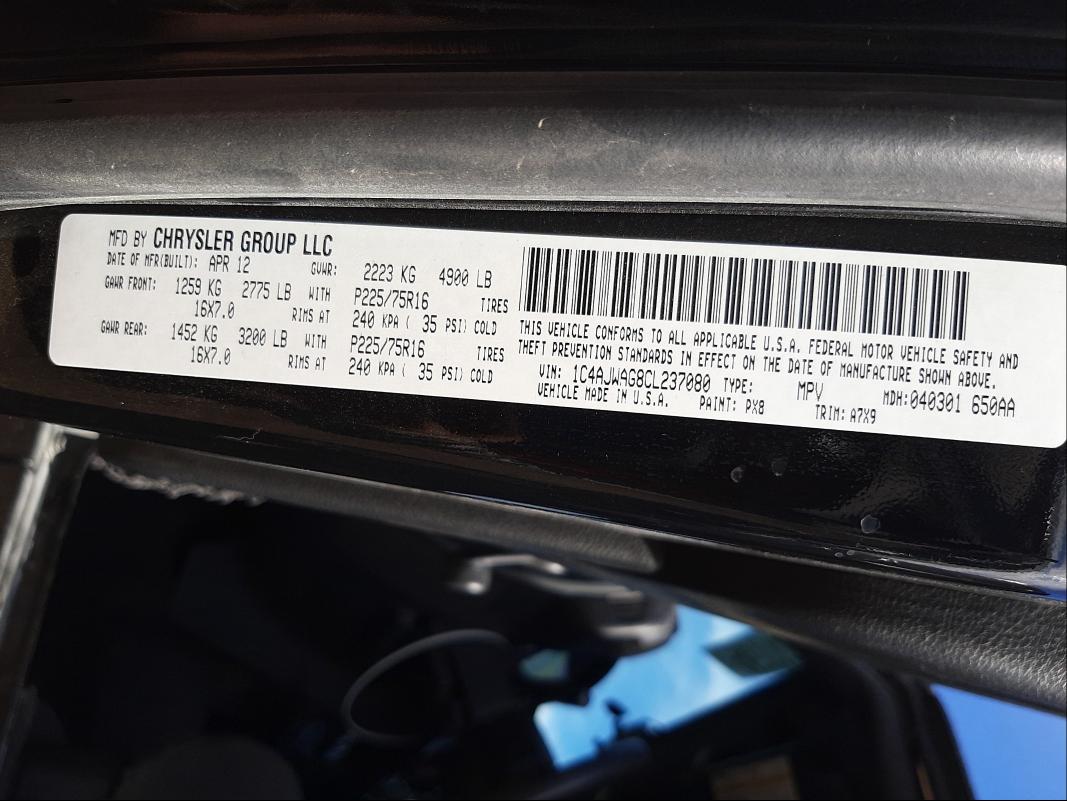 MFD BY CHRYSLER GROUP LLC
DATE OF MFR(BUILT): APR 12 GVWR: 2223 KG 4900 LB
GAWR FRONT: 1259 KG 2775 LB WITH P225/75R16 TIRES
16X7.0 RIMS AT 240 KPA ( 35 PSI) COLD
GAWR REAR: 1452 KG 3200 LB WITH P225/75R16 TIRES
16X7.0 RIMS AT 240 KPA ( 35 PSI) COLD
THIS VEHICLE CONFORMS TO ALL APPLICABLE U.S.A. FEDERAL MOTOR VEHICLE SAFETY AND
THEFT PREVENTION STANDARDS IN EFFECT ON THE DATE OF MANUFACTURE SHOWN ABOVE.
VIN: 1C4AJWAG8CL237080 TYPE: MPV MDH:040301 650AA
VEHICLE MADE IN U.S.A. PAINT: PX8 TRIM: A7X9